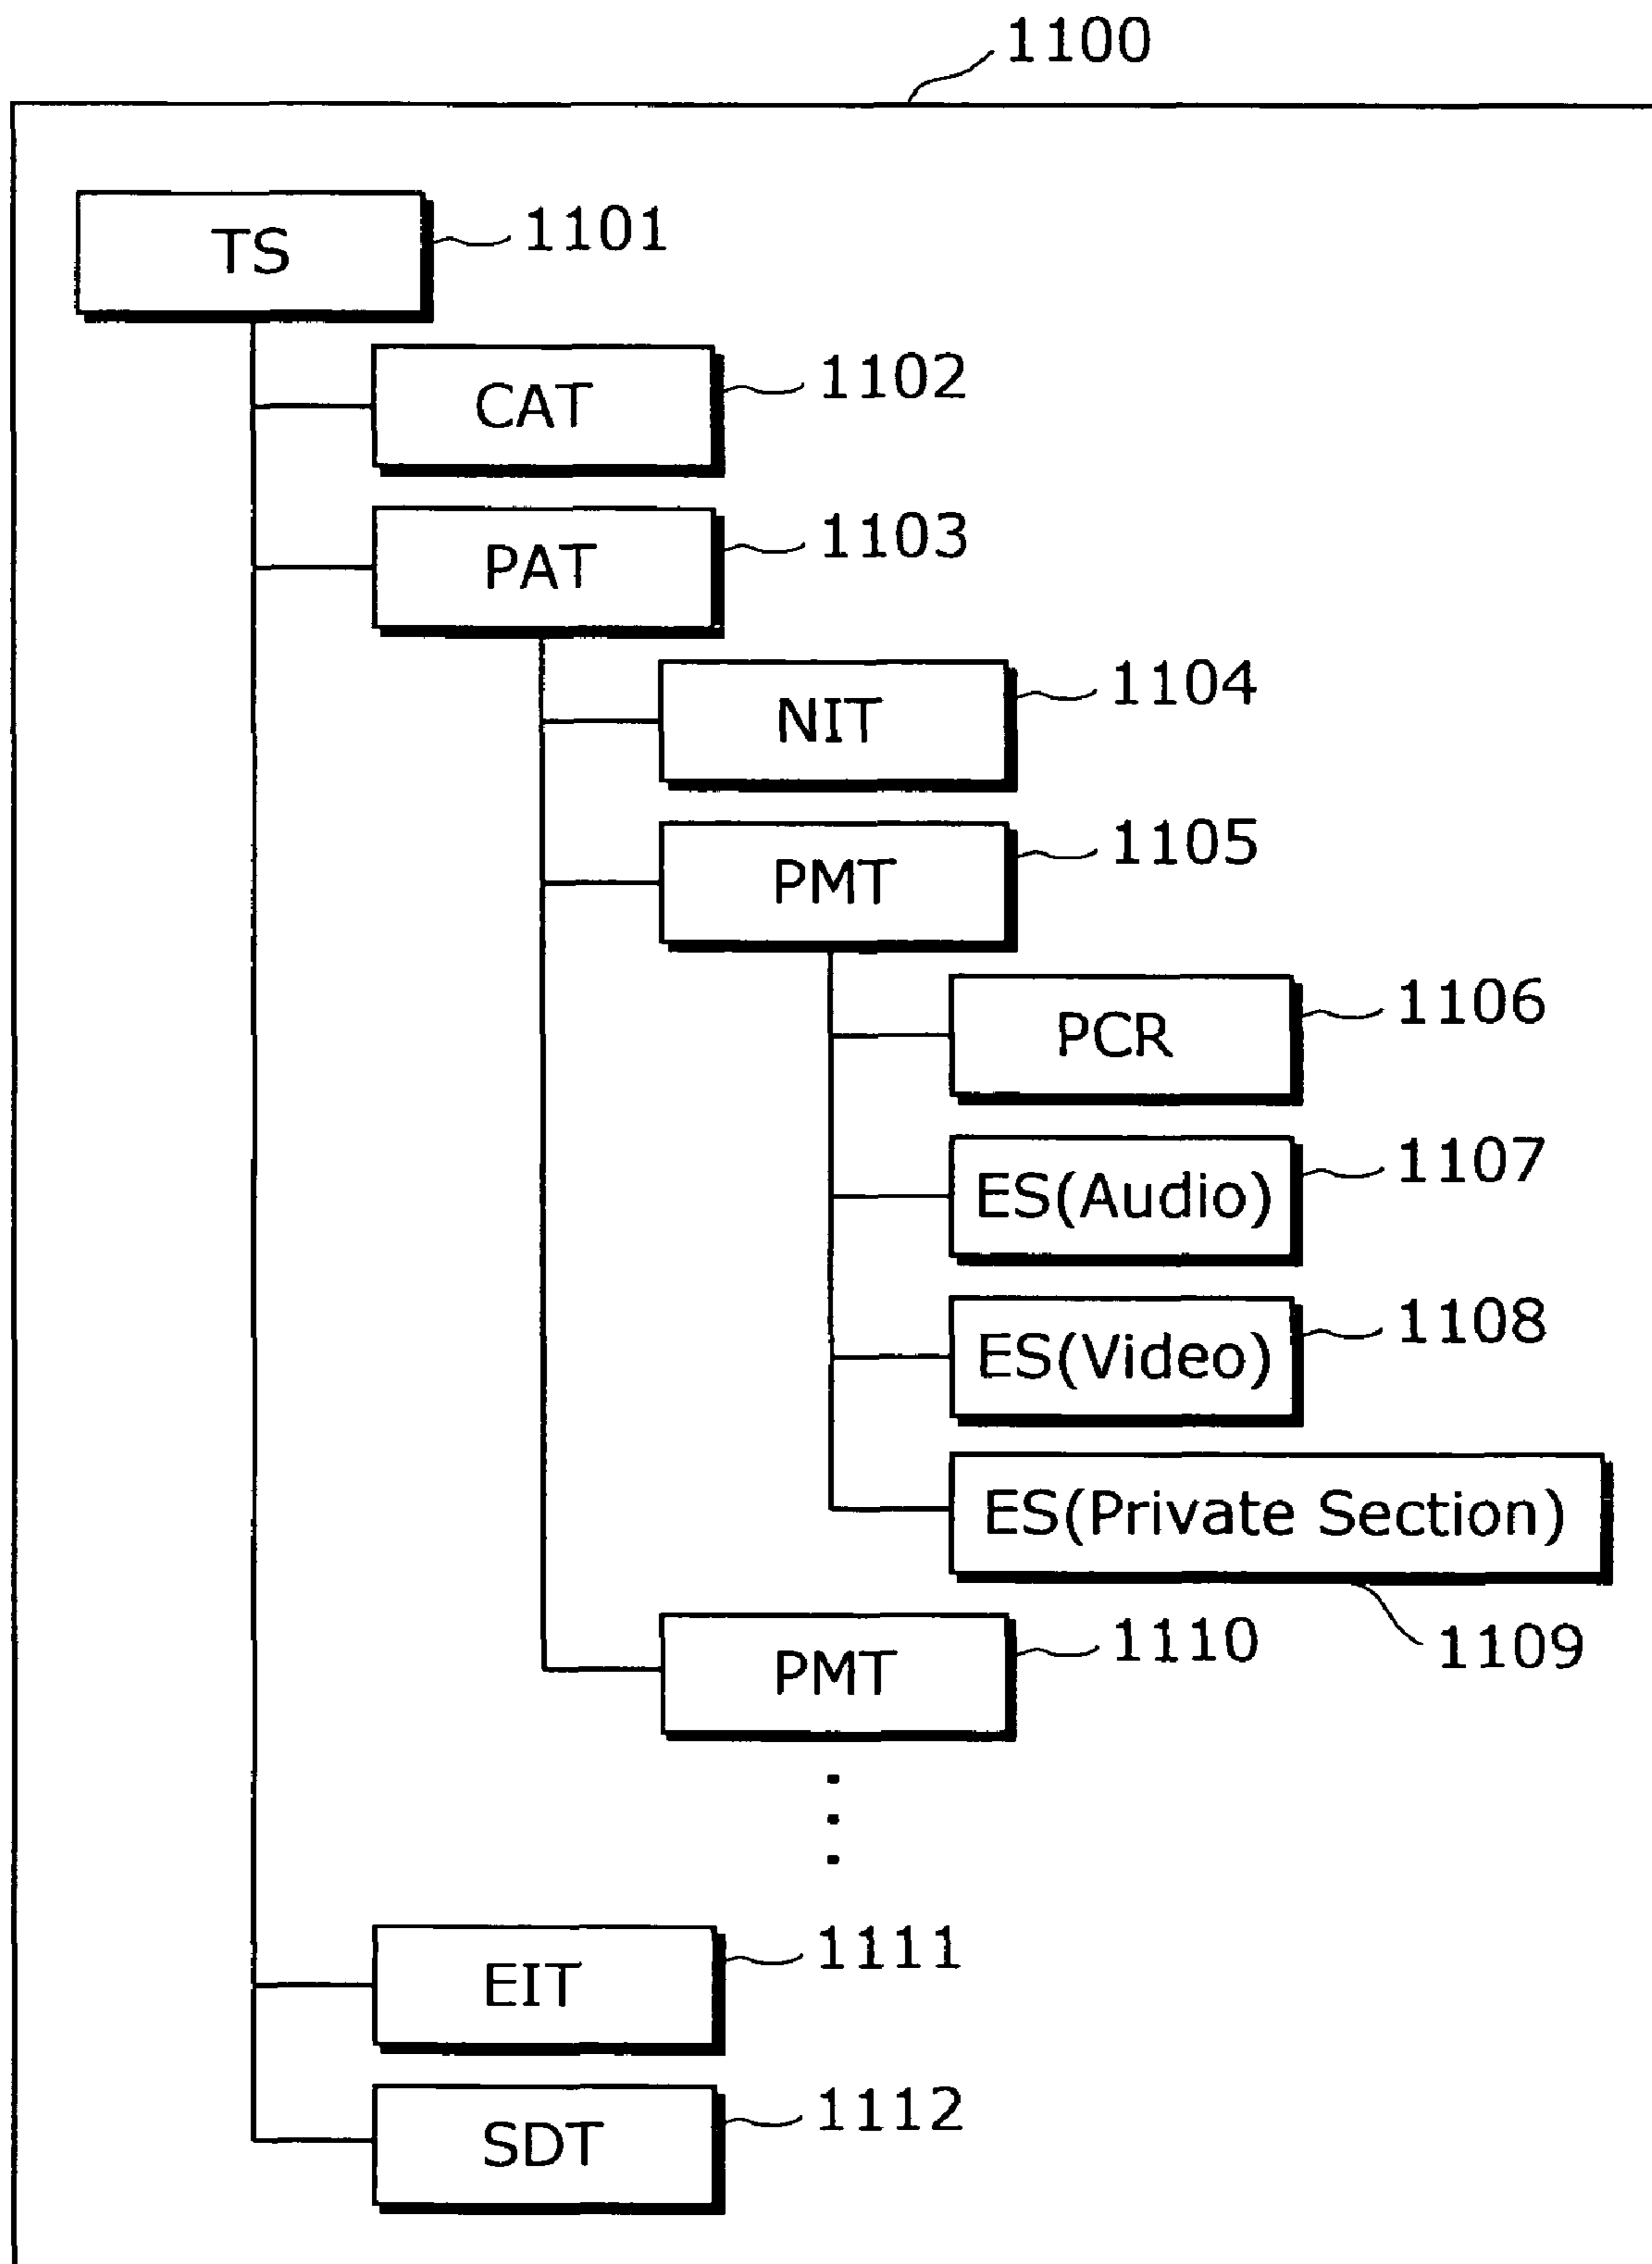 1100
TS 1101
CAT 1102
PAT 1103
NIT 1104
PMT 1105
PCR 1106
ES(Audio) 1107
ES(Video) 1108
ES(Private Section)
1109
PMT 1110
EIT 1111
SDT 1112